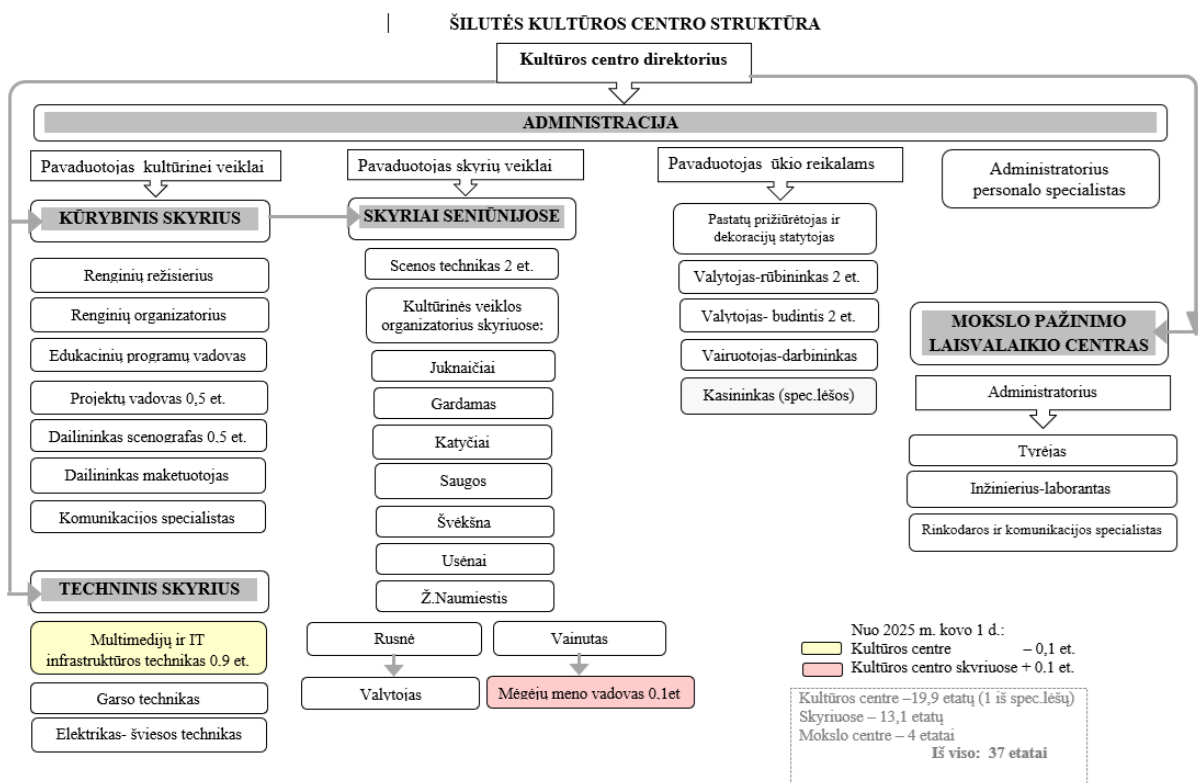 ŠILUTĖS KULTŪROS CENTRO STRUKTŪRA
Kultūros centro direktorius
ADMINISTRACIJA
Pavaduotojas kultūrinei veiklai
KŪRYBINIS SKYRIUS
Renginių režisierius
Renginių organizatorius
Edukacinių programų vadovas
Projektų vadovas 0,5 et.
Dailininkas scenografas 0,5 et.
Dailininkas maketuotojas
Komunikacijos specialistas
TECHNINIS SKYRIUS
Multimedijų ir IT
infrastruktūros technikas 0.9 et.
Garso technikas
Elektrikas- šviesos technikas
Pavaduotojas skyrių veiklai
SKYRIAI SENIŪNIJOSE
Scenos technikas 2 et.
Kultūrinės veiklos
organizatorius skyriuose:
Juknaičiai
Gardamas
Katyčiai
Saugos
Švėkšna
Usėnai
Ž.Naumiestis
Rusnė
Valytojas
Vainutas
Mėgėjų meno vadovas 0.1et
Pavaduotojas ūkio reikalams
Pastatų prižiūrėtojas ir
dekoracijų statytojas
Valytojas-rūbininkas 2 et.
Valytojas- budintis 2 et.
Vairuotojas-darbininkas
Kasininkas (spec.lėšos)
Administratorius
personalo specialistas
MOKSLO PAŽINIMO
LAISVALAIKIO CENTRAS
Administratorius
Tyrėjas
Inžinierius-laborantas
Rinkodaros ir komunikacijos specialistas
Nuo 2025 m. kovo 1 d.:
Kultūros centre – 0,1 et.
Kultūros centro skyriuose + 0.1 et.
Kultūros centre –19,9 etatų (1 iš spec.lėšų)
Skyriuose – 13,1 etatų
Mokslo centre – 4 etatai
Iš viso: 37 etatai